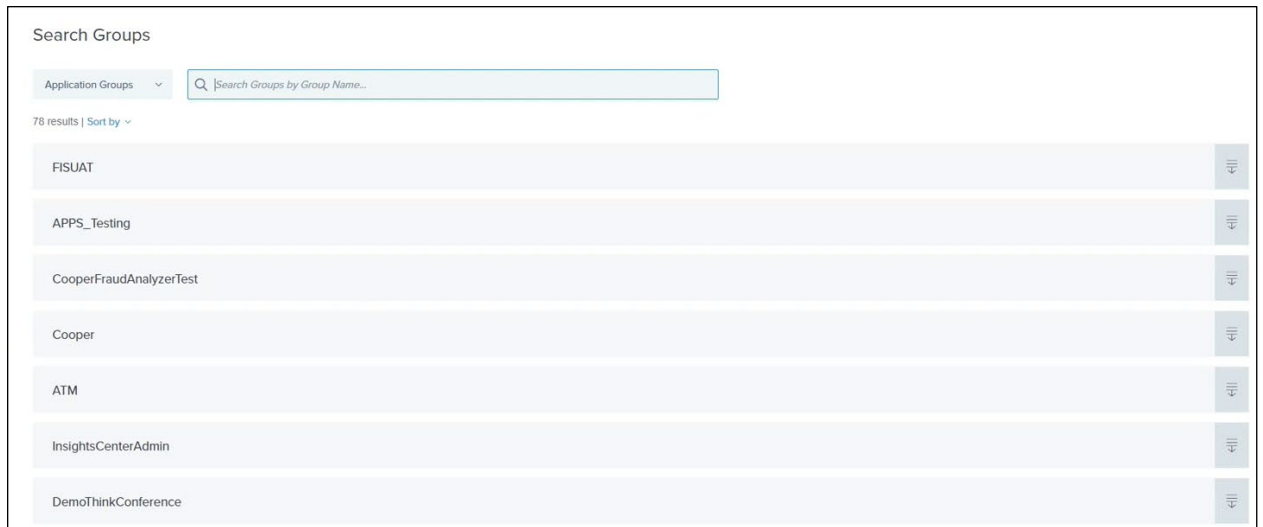 Search Groups
Application Groups Search Groups by Group Name...
78 results | Sort by
FISUAT
APPS_Testing
CooperFraudAnalyzerTest
Cooper
ATM
InsightsCenterAdmin
DemoThinkConference